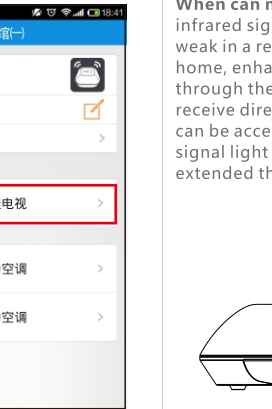 18:41
馆(一)
电视
空调
空调
When can n
infrared sig
weak in a re
home, enha
through the
receive dire
can be acce
signal light
extended th